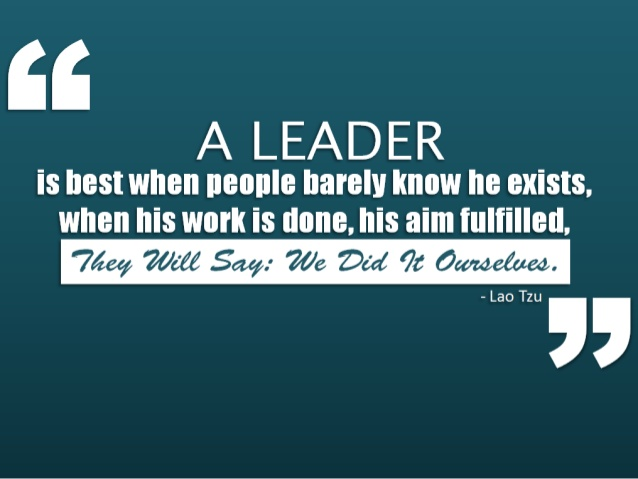 “
A LEADER
is best when people barely know he exists,
when his work is done, his aim fulfilled,
They Will Say: We Did It Ourselves.
- Lao Tzu
”